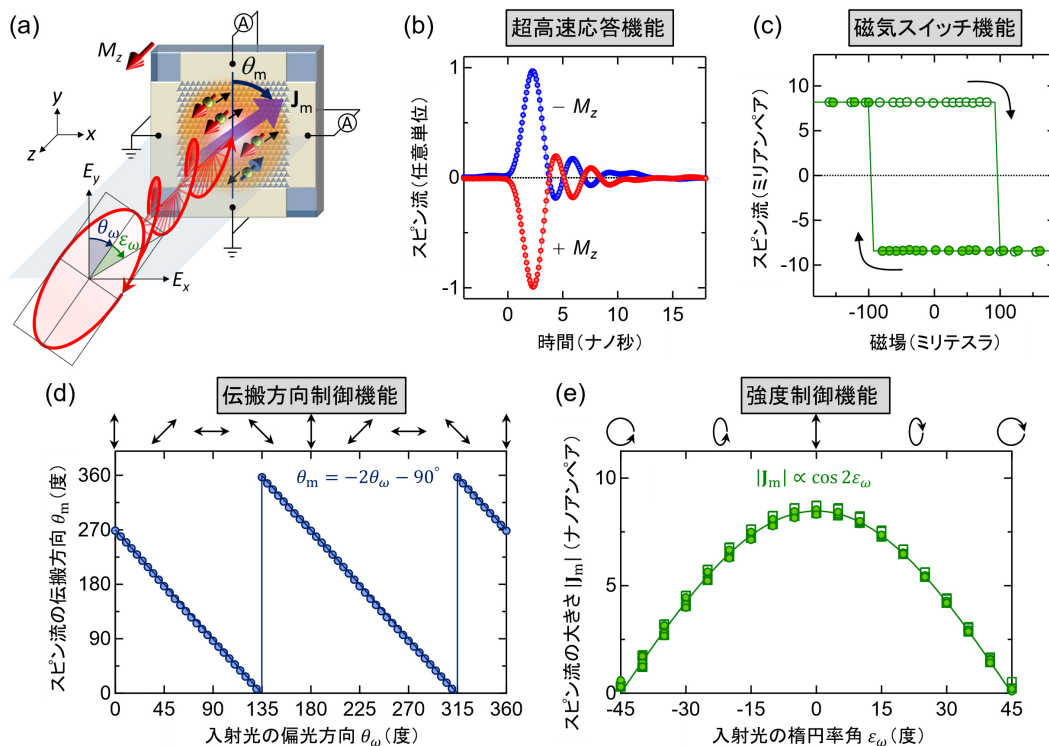 (a)
M_z
θ_m
J_m
A
A
y
x
z
E_y
θ_ω
ε_ω
E_x
(b)
超高速応答機能
スピン流(任意単位)
1
0
-1
− M_z
+ M_z
0 5 10 15
時間(ナノ秒)
(c)
磁気スイッチ機能
スピン流(ミリアンペア)
10
5
0
-5
-10
-100 0 100
磁場(ミリテスラ)
(d)
伝搬方向制御機能
スピン流の伝搬方向 θ_m (度)
360
270
180
90
0
θ_m = −2θ_ω − 90°
0 45 90 135 180 225 270 315 360
入射光の偏光方向 θ_ω (度)
(e)
強度制御機能
スピン流の大きさ |J_m| (ナノアンペア)
10
5
0
|J_m| ∝ cos 2ε_ω
-45 -30 -15 0 15 30 45
入射光の楕円率角 ε_ω (度)